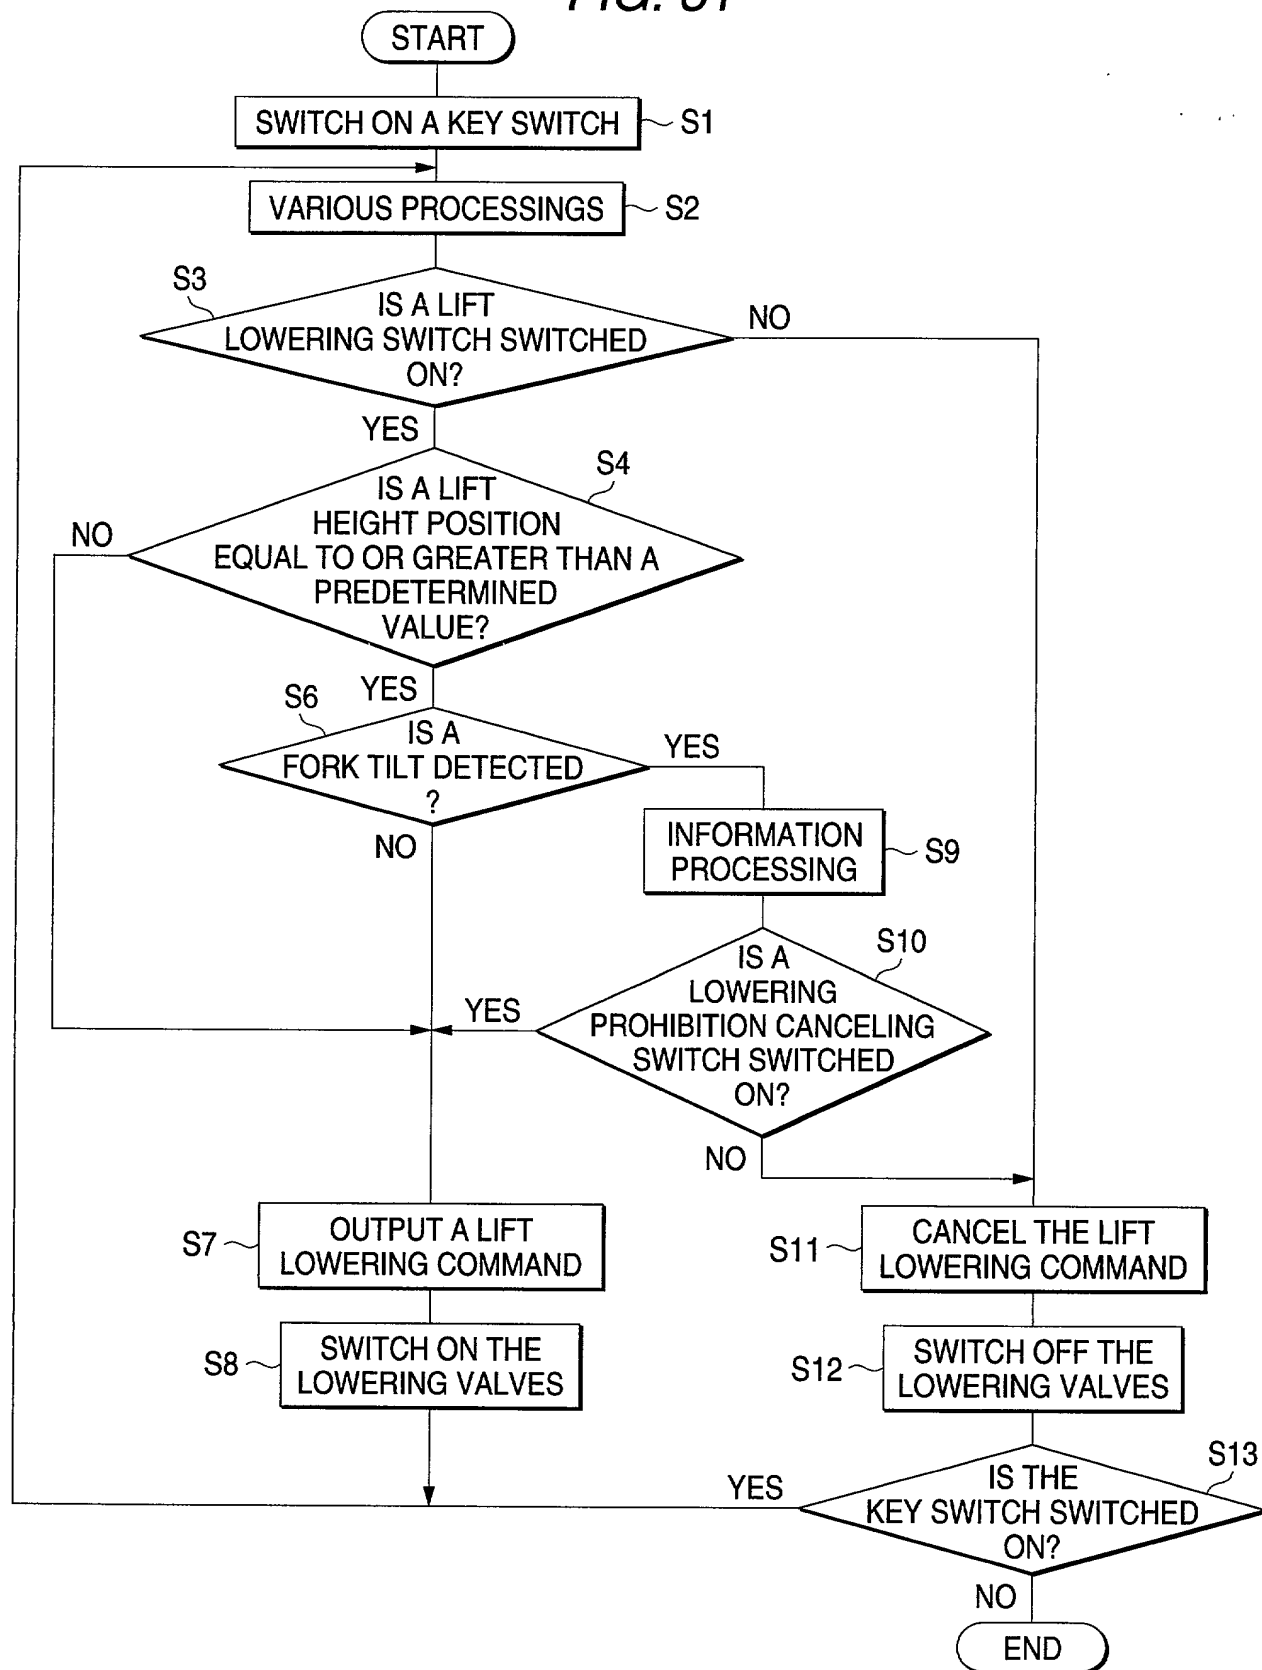 START
SWITCH ON A KEY SWITCH
S1
VARIOUS PROCESSINGS
S2
S3
IS A LIFT
LOWERING SWITCH SWITCHED
ON?
NO
YES
S4
IS A LIFT
HEIGHT POSITION
EQUAL TO OR GREATER THAN A
PREDETERMINED
VALUE?
NO
YES
S6
IS A
FORK TILT DETECTED
?
YES
NO
INFORMATION
PROCESSING
S9
S10
IS A
LOWERING
PROHIBITION CANCELING
SWITCH SWITCHED
ON?
YES
NO
S7
OUTPUT A LIFT
LOWERING COMMAND
S11
CANCEL THE LIFT
LOWERING COMMAND
S8
SWITCH ON THE
LOWERING VALVES
S12
SWITCH OFF THE
LOWERING VALVES
S13
IS THE
KEY SWITCH SWITCHED
ON?
YES
NO
END